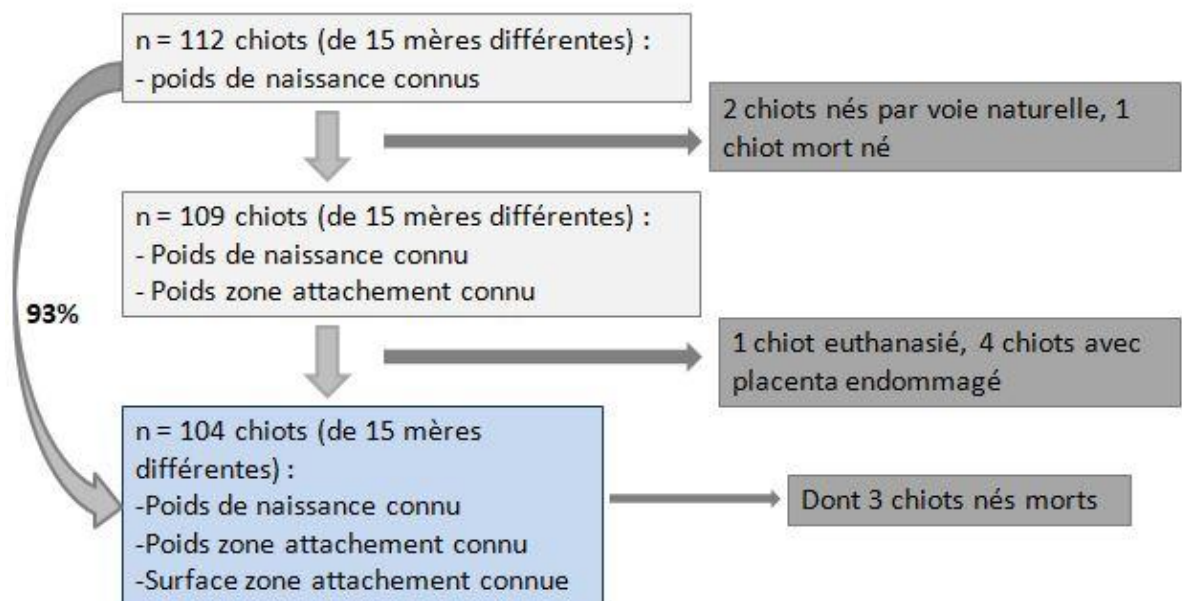 n = 112 chiots (de 15 mères différentes) :
- poids de naissance connus
2 chiots nés par voie naturelle, 1
chiot mort né
n = 109 chiots (de 15 mères différentes) :
- Poids de naissance connu
- Poids zone attachement connu
93%
1 chiot euthanasié, 4 chiots avec
placenta endommagé
n = 104 chiots (de 15 mères
différentes) :
-Poids de naissance connu
-Poids zone attachement connu
-Surface zone attachement connue
Dont 3 chiots nés morts